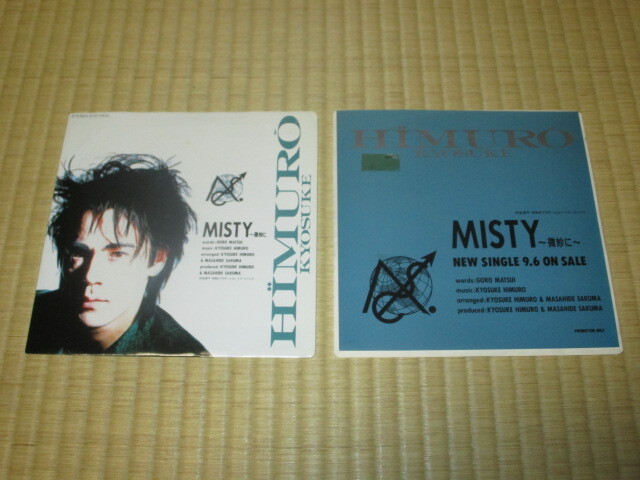 HÏMURŎ
KYOSUKE
MISTY～微妙に
words:GORO MATSUI
music:KYOSUKE HIMURO
arranged:KYOSUKE HIMURO
& MASAHIDE SAKUMA
produced:KYOSUKE HIMURO
& MASAHIDE SAKUMA
HÏMURŎ
KYOSUKE
MISTY～微妙に～
NEW SINGLE 9.6 ON SALE
words:GORO MATSUI
music:KYOSUKE HIMURO
arranged:KYOSUKE HIMURO & MASAHIDE SAKUMA
produced:KYOSUKE HIMURO & MASAHIDE SAKUMA